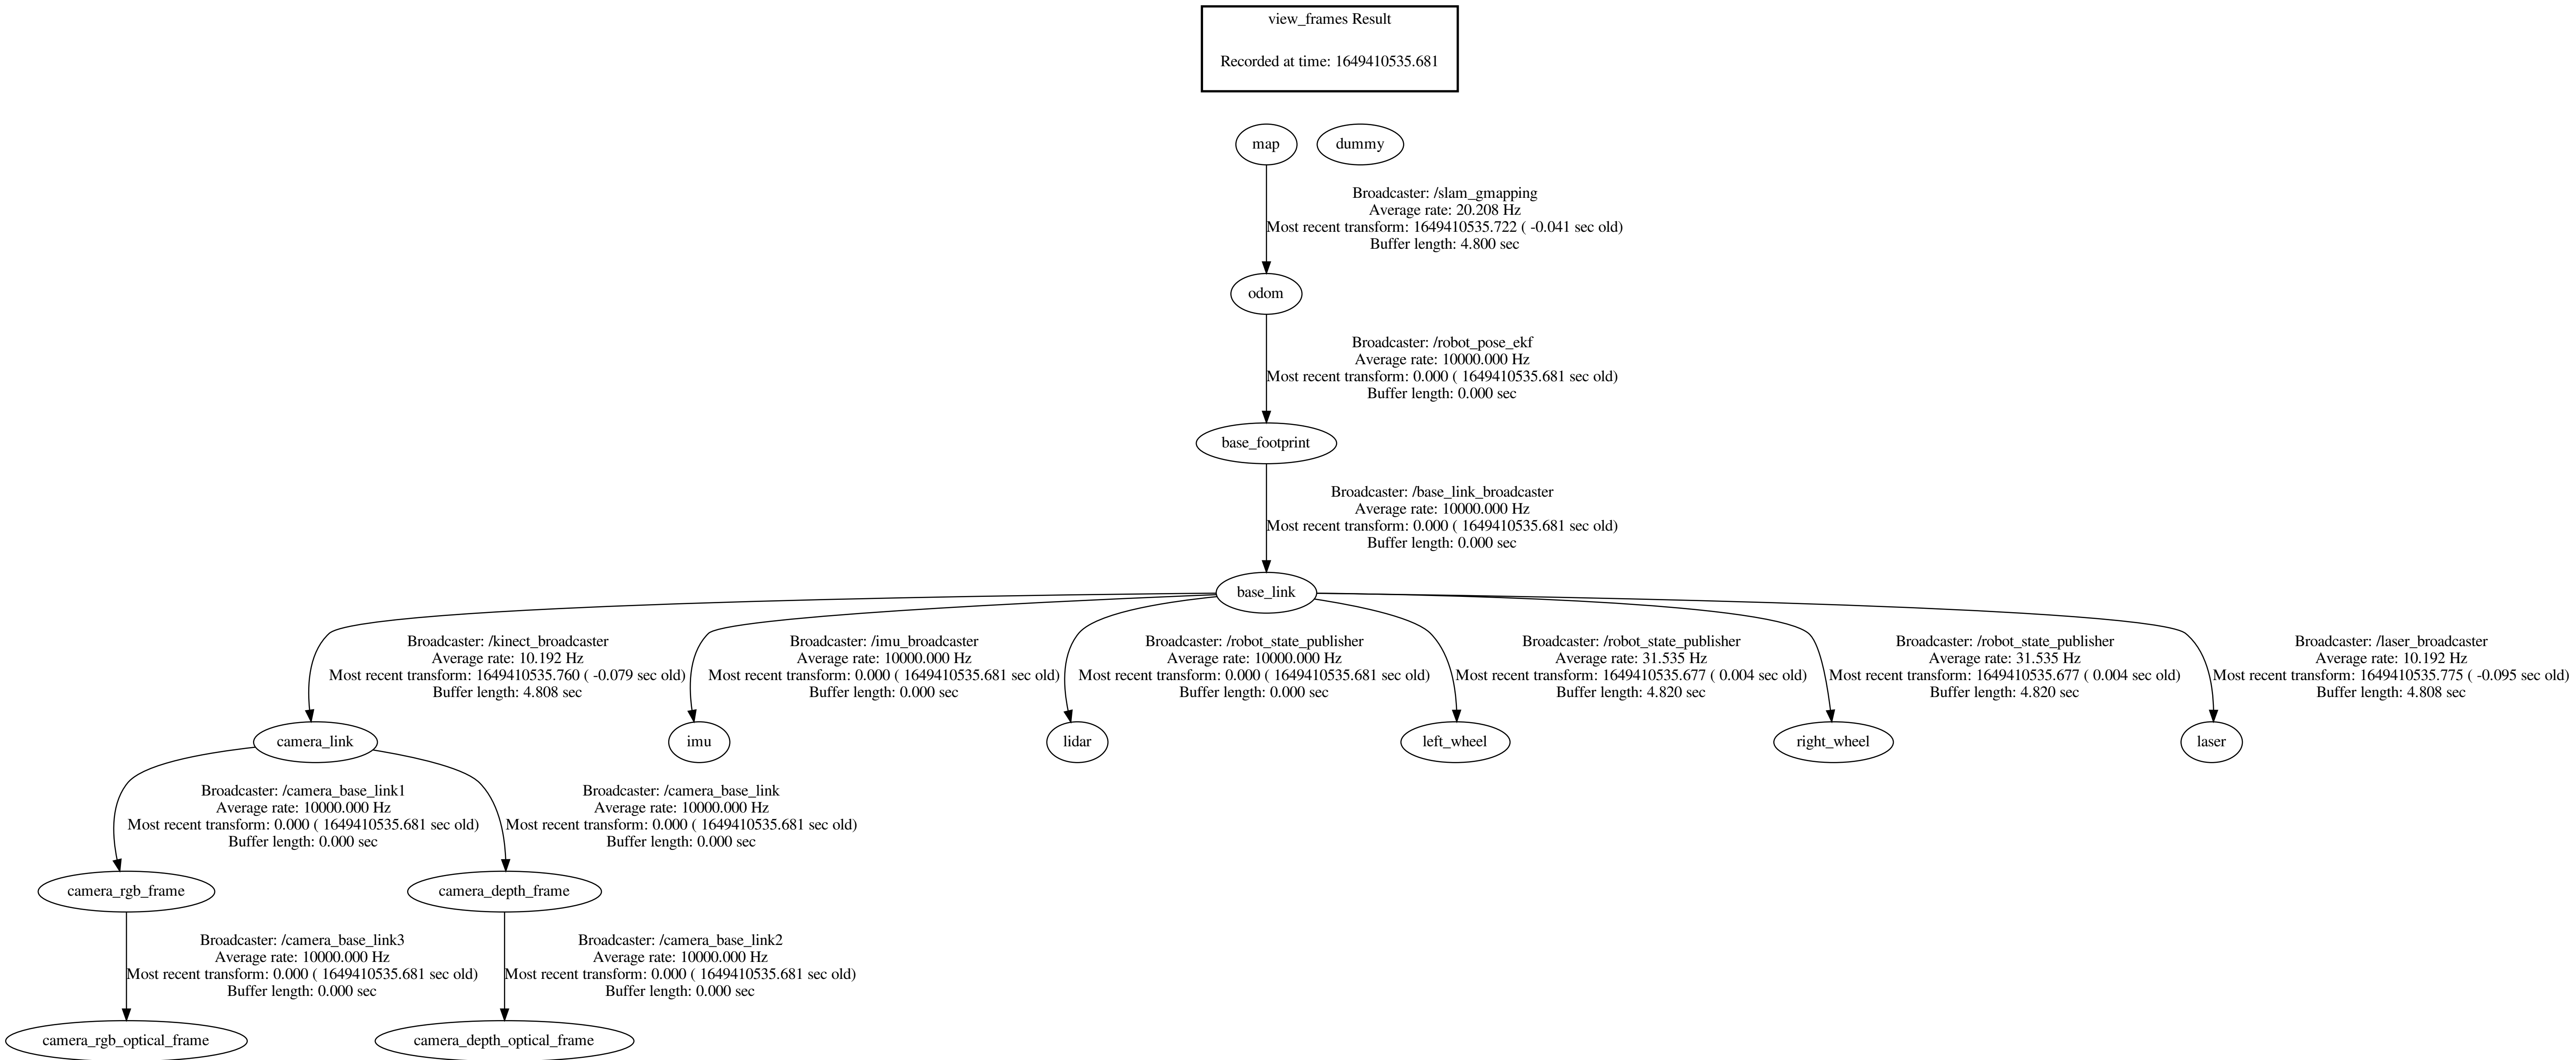 view_frames Result
Recorded at time: 1649410535.681
map
dummy
Broadcaster: /slam_gmapping
Average rate: 20.208 Hz
Most recent transform: 1649410535.722 ( -0.041 sec old)
Buffer length: 4.800 sec
odom
Broadcaster: /robot_pose_ekf
Average rate: 10000.000 Hz
Most recent transform: 0.000 ( 1649410535.681 sec old)
Buffer length: 0.000 sec
base_footprint
Broadcaster: /base_link_broadcaster
Average rate: 10000.000 Hz
Most recent transform: 0.000 ( 1649410535.681 sec old)
Buffer length: 0.000 sec
base_link
Broadcaster: /kinect_broadcaster
Average rate: 10.192 Hz
Most recent transform: 1649410535.760 ( -0.079 sec old)
Buffer length: 4.808 sec
Broadcaster: /imu_broadcaster
Average rate: 10000.000 Hz
Most recent transform: 0.000 ( 1649410535.681 sec old)
Buffer length: 0.000 sec
Broadcaster: /robot_state_publisher
Average rate: 10000.000 Hz
Most recent transform: 0.000 ( 1649410535.681 sec old)
Buffer length: 0.000 sec
Broadcaster: /robot_state_publisher
Average rate: 31.535 Hz
Most recent transform: 1649410535.677 ( 0.004 sec old)
Buffer length: 4.820 sec
Broadcaster: /robot_state_publisher
Average rate: 31.535 Hz
Most recent transform: 1649410535.677 ( 0.004 sec old)
Buffer length: 4.820 sec
Broadcaster: /laser_broadcaster
Average rate: 10.192 Hz
Most recent transform: 1649410535.775 ( -0.095 sec old)
Buffer length: 4.808 sec
camera_link
imu
lidar
left_wheel
right_wheel
laser
Broadcaster: /camera_base_link1
Average rate: 10000.000 Hz
Most recent transform: 0.000 ( 1649410535.681 sec old)
Buffer length: 0.000 sec
Broadcaster: /camera_base_link
Average rate: 10000.000 Hz
Most recent transform: 0.000 ( 1649410535.681 sec old)
Buffer length: 0.000 sec
camera_rgb_frame
camera_depth_frame
Broadcaster: /camera_base_link3
Average rate: 10000.000 Hz
Most recent transform: 0.000 ( 1649410535.681 sec old)
Buffer length: 0.000 sec
Broadcaster: /camera_base_link2
Average rate: 10000.000 Hz
Most recent transform: 0.000 ( 1649410535.681 sec old)
Buffer length: 0.000 sec
camera_rgb_optical_frame
camera_depth_optical_frame